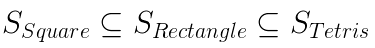 S_{Square} ⊆ S_{Rectangle} ⊆ S_{Tetris}